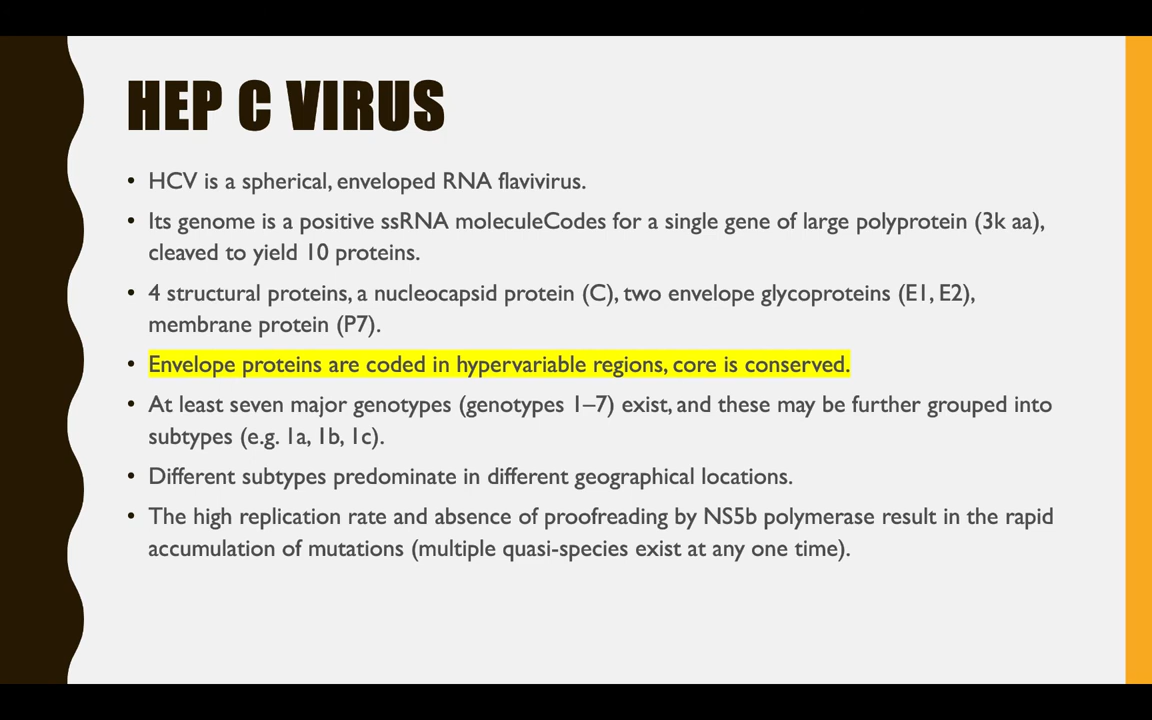 HEP C VIRUS
• HCV is a spherical, enveloped RNA flavivirus.
• Its genome is a positive ssRNA moleculeCodes for a single gene of large polyprotein (3k aa),
cleaved to yield 10 proteins.
• 4 structural proteins, a nucleocapsid protein (C), two envelope glycoproteins (E1, E2),
membrane protein (P7).
• Envelope proteins are coded in hypervariable regions, core is conserved.
• At least seven major genotypes (genotypes 1–7) exist, and these may be further grouped into
subtypes (e.g. 1a, 1b, 1c).
• Different subtypes predominate in different geographical locations.
• The high replication rate and absence of proofreading by NS5b polymerase result in the rapid
accumulation of mutations (multiple quasi-species exist at any one time).